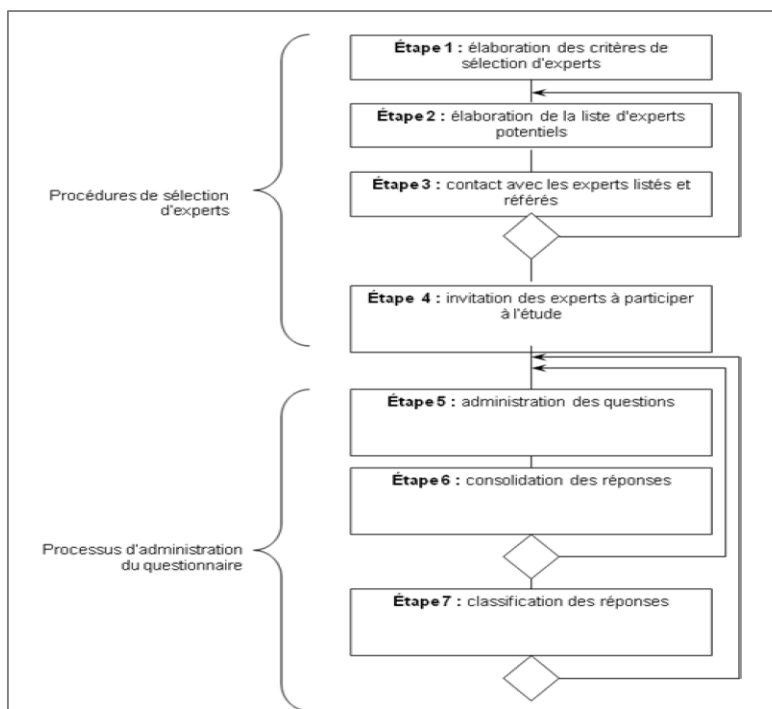 Étape 1 : élaboration des critères de
sélection d'experts
Étape 2 : élaboration de la liste d'experts
potentiels
Étape 3 : contact avec les experts listés et
référés
Procédures de sélection
d'experts
Étape 4 : invitation des experts à participer
à l'étude
Étape 5 : administration des questions
Étape 6 : consolidation des réponses
Processus d'administration
du questionnaire
Étape 7 : classification des réponses